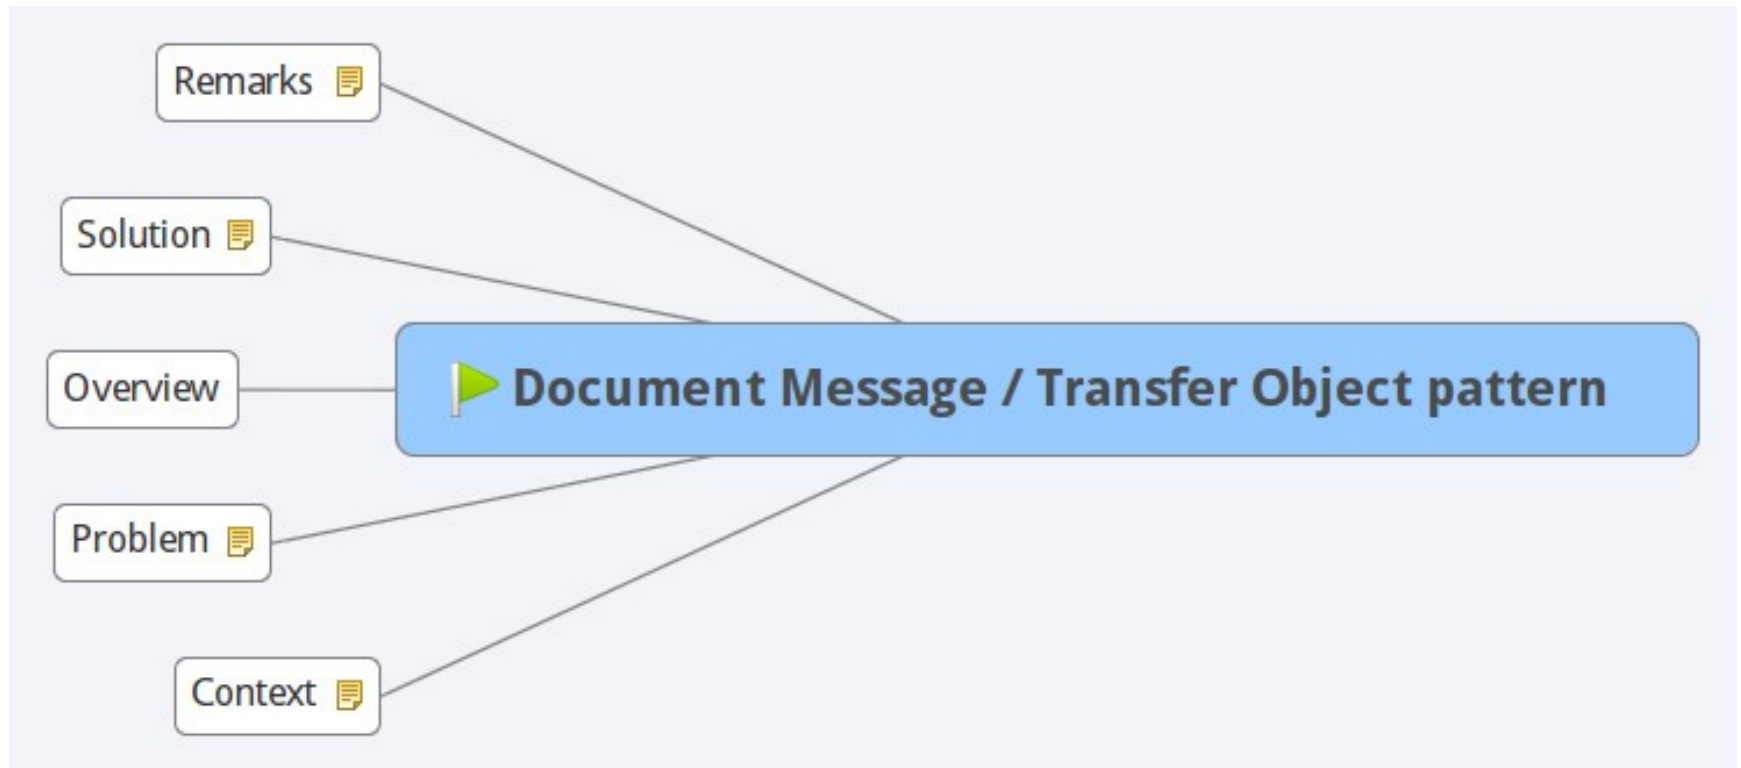 Remarks
Solution
Overview
Document Message / Transfer Object pattern
Problem
Context